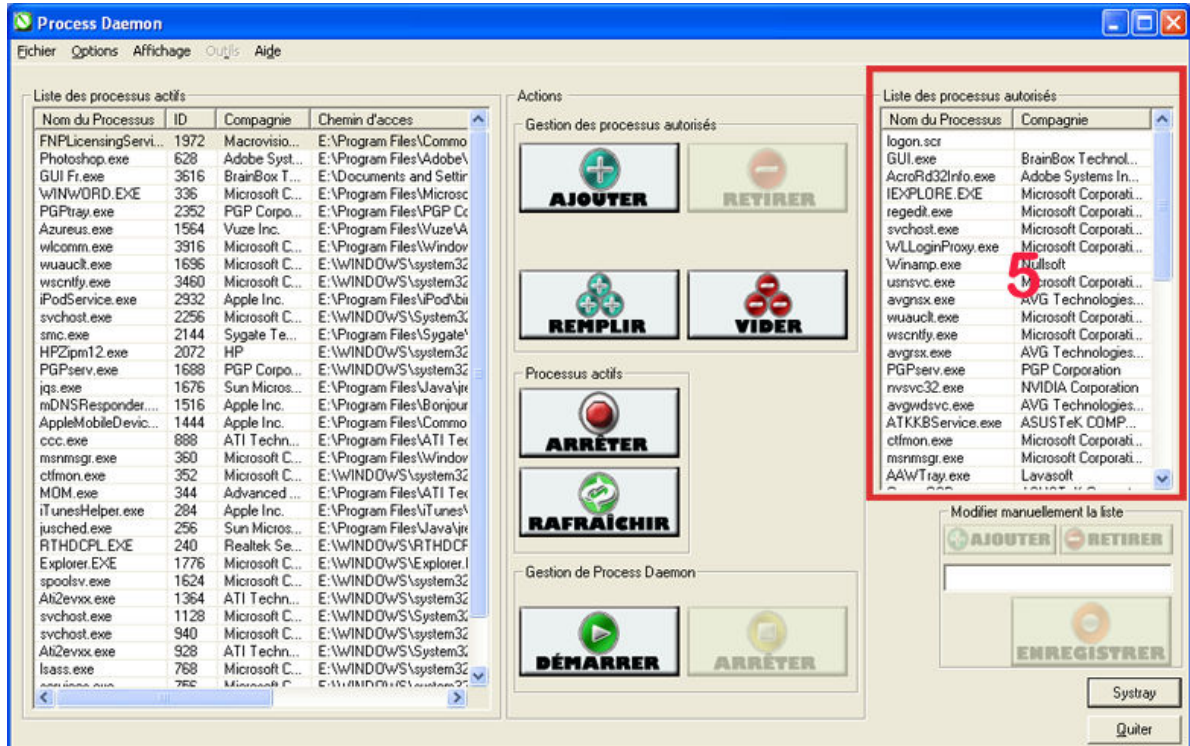 Process Daemon
Fichier Options Affichage Outils Aide
Liste des processus actifs
Nom du Processus ID Compagnie Chemin d'acces
FNPLicensingServi... 1972 Macrovisio... E:\Program Files\Commo
Photoshop.exe 628 Adobe Syst... E:\Program Files\Adobe\
GUI Fr.exe 3616 BrainBox T... E:\Documents and Settir
WINWORD.EXE 336 Microsoft C... E:\Program Files\Microsc
PGPtray.exe 2352 PGP Corpo... E:\Program Files\PGP Cc
Azureus.exe 1564 Vuze Inc. E:\Program Files\Vuze\A
wlcomm.exe 3916 Microsoft C... E:\Program Files\Windov
wuauclt.exe 1696 Microsoft C... E:\WINDOWS\system32
wscntfy.exe 3460 Microsoft C... E:\WINDOWS\system32
iPodService.exe 2932 Apple Inc. E:\Program Files\iPod\bi
svchost.exe 2256 Microsoft C... E:\WINDOWS\System3
smc.exe 2144 Sygate Te... E:\Program Files\Sygate\
HPZipm12.exe 2072 HP E:\WINDOWS\system32
PGPserv.exe 1688 PGP Corpo... E:\WINDOWS\system32
jqs.exe 1676 Sun Micros... E:\Program Files\Java\jre
mDNSResponder.... 1516 Apple Inc. E:\Program Files\Bonjour
AppleMobileDevic... 1444 Apple Inc. E:\Program Files\Commo
ccc.exe 888 ATI Techn... E:\Program Files\ATI Tec
msnmsgr.exe 360 Microsoft C... E:\Program Files\Windov
ctfmon.exe 352 Microsoft C... E:\WINDOWS\system32
MOM.exe 344 Advanced ... E:\Program Files\ATI Tec
iTunesHelper.exe 284 Apple Inc. E:\Program Files\iTunes\
jusched.exe 256 Sun Micros... E:\Program Files\Java\jre
RTHDCPL.EXE 240 Realtek Se... E:\WINDOWS\RTHDCF
Explorer.EXE 1776 Microsoft C... E:\WINDOWS\Explorer.I
spoolsv.exe 1624 Microsoft C... E:\WINDOWS\system32
Ati2evxx.exe 1364 ATI Techn... E:\WINDOWS\system32
svchost.exe 1128 Microsoft C... E:\WINDOWS\System3
svchost.exe 940 Microsoft C... E:\WINDOWS\system32
Ati2evxx.exe 928 ATI Techn... E:\WINDOWS\system32
lsass.exe 768 Microsoft C... E:\WINDOWS\system32
Actions
Gestion des processus autorisés
AJOUTER RETIRER
REMPLIR VIDER
Processus actifs
ARRÊTER
RAFRAÎCHIR
Gestion de Process Daemon
DÉMARRER ARRÊTER
Liste des processus autorisés
Nom du Processus Compagnie
logon.scr
GUI.exe BrainBox Technol...
AcroRd32Info.exe Adobe Systems In...
IEXPLORE.EXE Microsoft Corporati...
regedit.exe Microsoft Corporati...
svchost.exe Microsoft Corporati...
WLLoginProxy.exe Microsoft Corporati...
Winamp.exe Nullsoft
5
usnsvc.exe Microsoft Corporati...
avgnsx.exe AVG Technologies...
wuauclt.exe Microsoft Corporati...
wscntfy.exe Microsoft Corporati...
avgrsx.exe AVG Technologies...
PGPserv.exe PGP Corporation
nvsvc32.exe NVIDIA Corporation
avgwdsvc.exe AVG Technologies...
ATKKBService.exe ASUSTeK COMP...
ctfmon.exe Microsoft Corporati...
msnmsgr.exe Microsoft Corporati...
AAWTray.exe Lavasoft
Modifier manuellement la liste
AJOUTER RETIRER
ENREGISTRER
Systray
Quiter